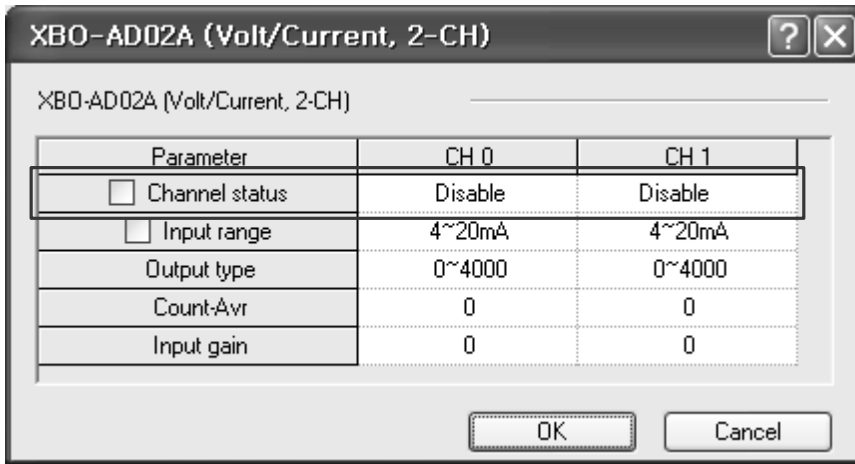 XBO-AD02A (Volt/Current, 2-CH)
XBO-AD02A (Volt/Current, 2-CH)
Parameter CH 0 CH 1
Channel status Disable Disable
Input range 4~20mA 4~20mA
Output type 0~4000 0~4000
Count-Avr 0 0
Input gain 0 0
OK Cancel